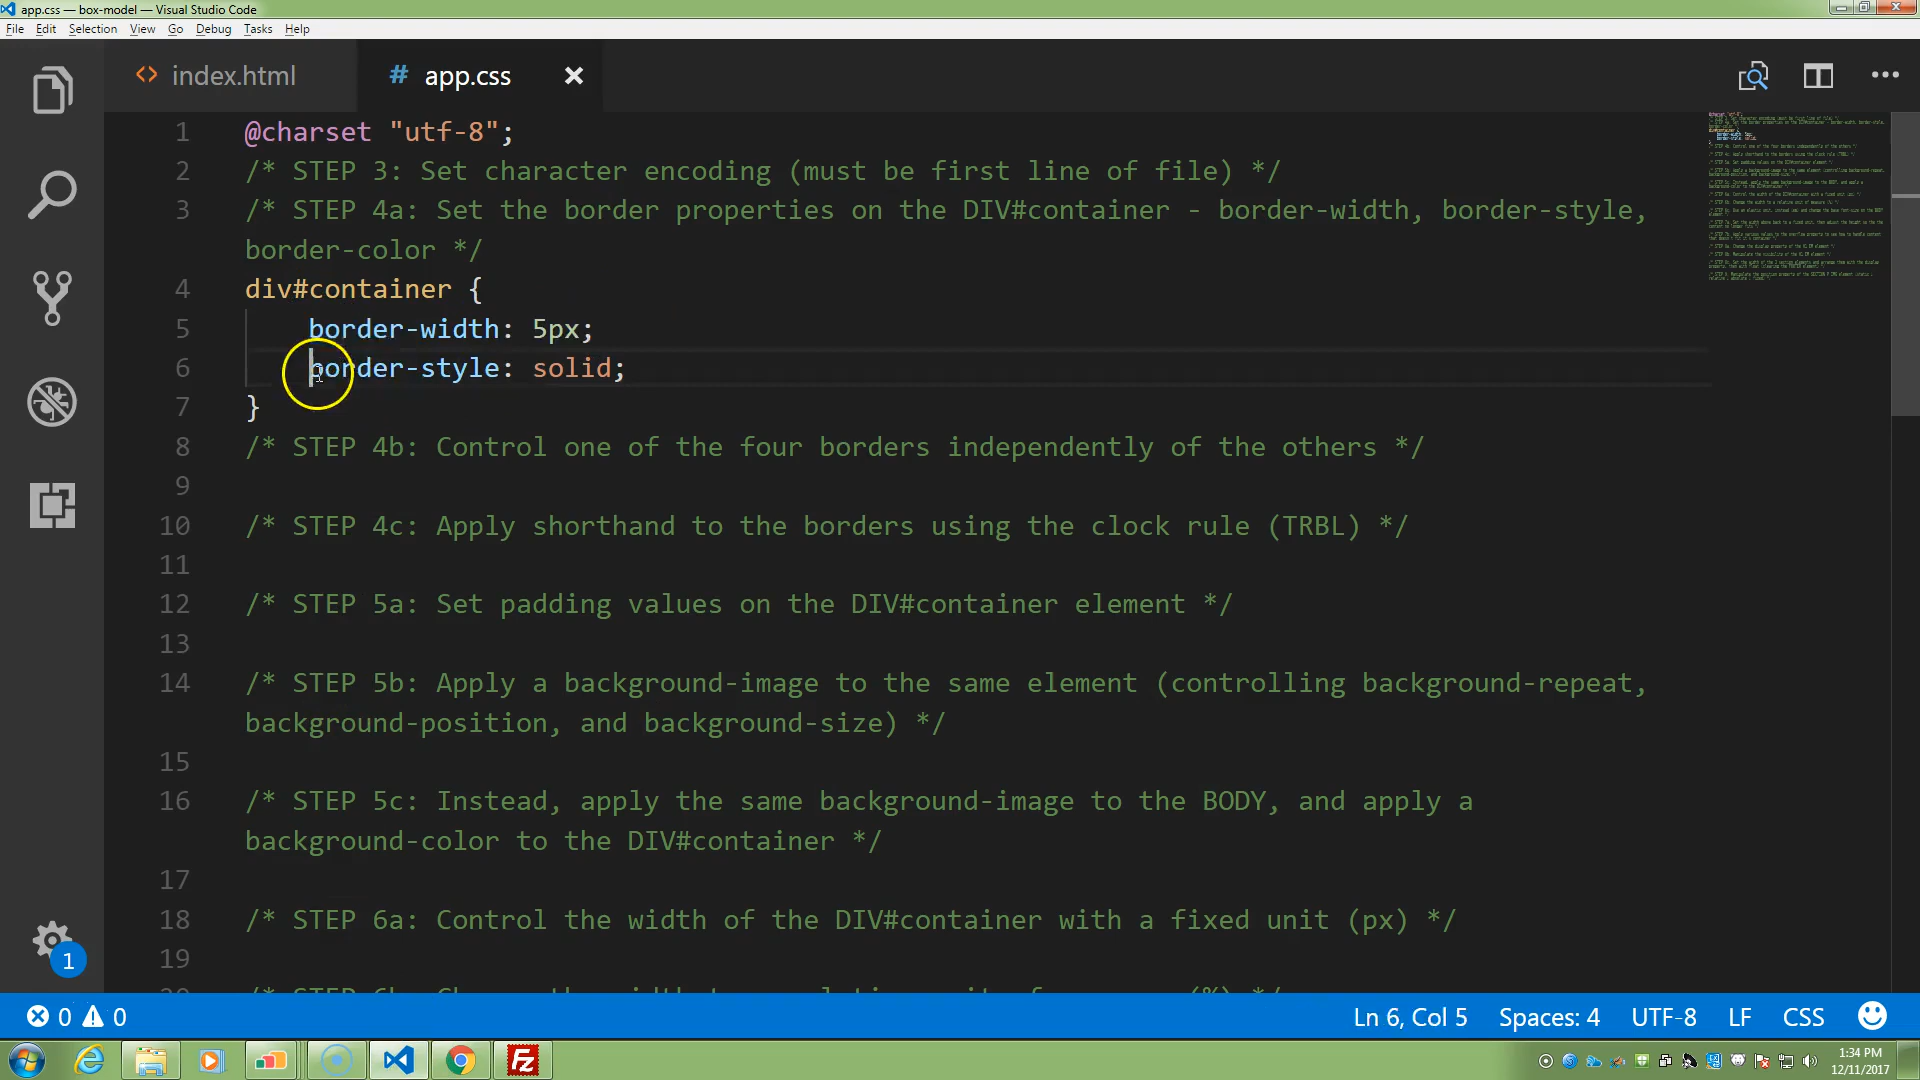 app.css — box-model — Visual Studio Code
File Edit Selection View Go Debug Tasks Help
<> index.html # app.css
1 @charset "utf-8";
2 /* STEP 3: Set character encoding (must be first line of file) */
3 /* STEP 4a: Set the border properties on the DIV#container - border-width, border-style,
border-color */
4 div#container {
5 border-width: 5px;
6 border-style: solid;
7 }
8 /* STEP 4b: Control one of the four borders independently of the others */
9
10 /* STEP 4c: Apply shorthand to the borders using the clock rule (TRBL) */
11
12 /* STEP 5a: Set padding values on the DIV#container element */
13
14 /* STEP 5b: Apply a background-image to the same element (controlling background-repeat,
background-position, and background-size) */
15
16 /* STEP 5c: Instead, apply the same background-image to the BODY, and apply a
background-color to the DIV#container */
17
18 /* STEP 6a: Control the width of the DIV#container with a fixed unit (px) */
19
1
0 0 Ln 6, Col 5 Spaces: 4 UTF-8 LF CSS
1:34 PM
12/11/2017